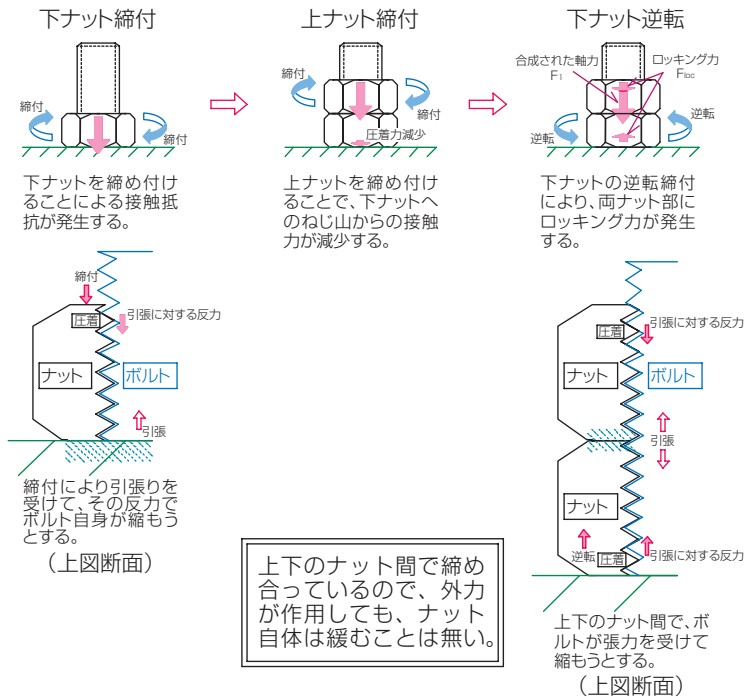 下ナット締付
上ナット締付
下ナット逆転
締付
締付
締付
締付
圧着力減少
合成された軸力
F1
ロッキング力
Floc
逆転
逆転
下ナットを締め付け
ることによる接触抵
抗が発生する。
上ナットを締め付け
ることで、下ナットへ
のねじ山からの接触
力が減少する。
下ナットの逆転締付
により、両ナット部に
ロッキング力が発生
する。
締付
圧着
引張に対する反力
ナット
ボルト
引張
締付により引張りを
受けて、その反力で
ボルト自身が縮もう
とする。
(上図断面)
圧着
引張に対する反力
ナット
ボルト
引張
ナット
逆転
圧着
引張に対する反力
上下のナット間で、ボ
ルトが張力を受けて
縮もうとする。
(上図断面)
上下のナット間で締め
合っているので、外力
が作用しても、ナット
自体は緩むことは無い。